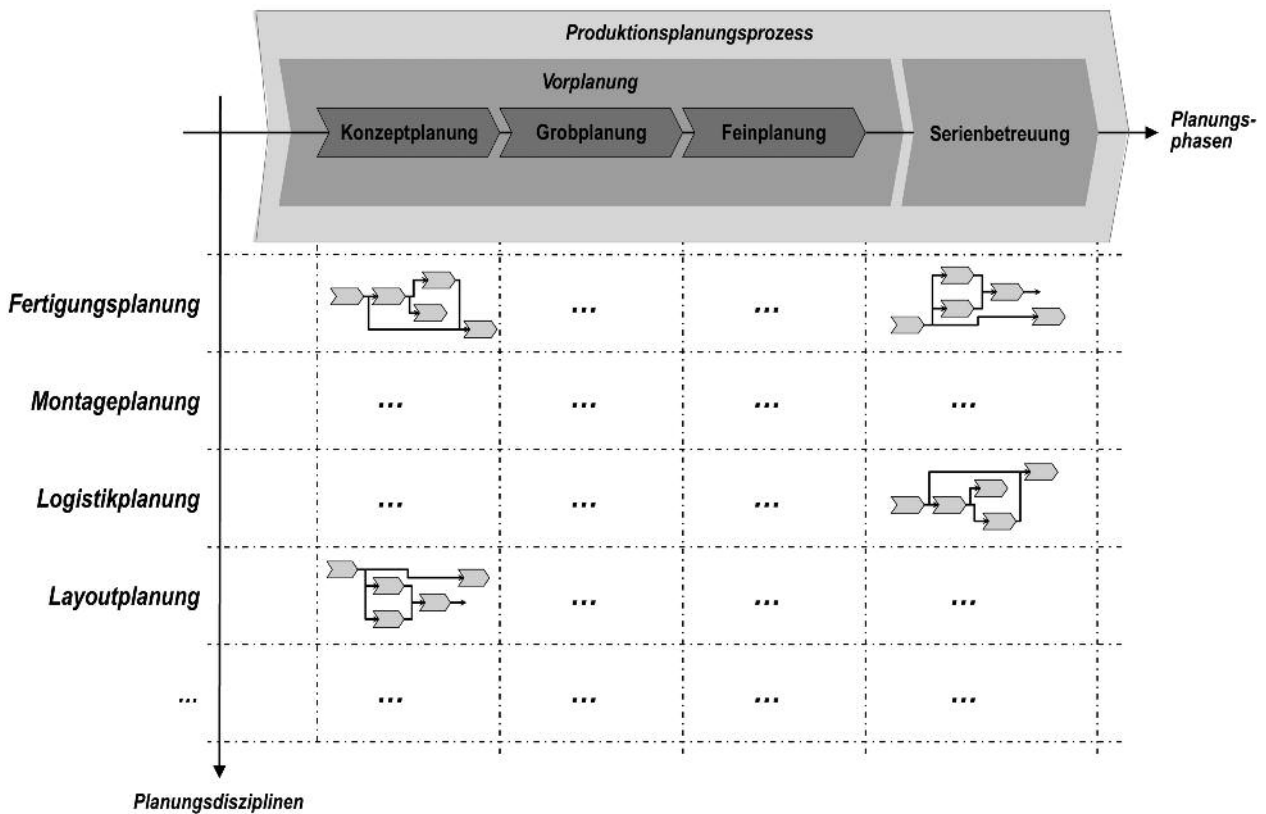 Produktionsplanungsprozess
Vorplanung
Konzeptplanung Grobplanung Feinplanung Serienbetreuung
Planungs-
phasen
Fertigungsplanung ... ...
Montageplanung ... ... ... ...
Logistikplanung ... ... ...
Layoutplanung ... ... ...
... ... ... ... ...
Planungsdisziplinen